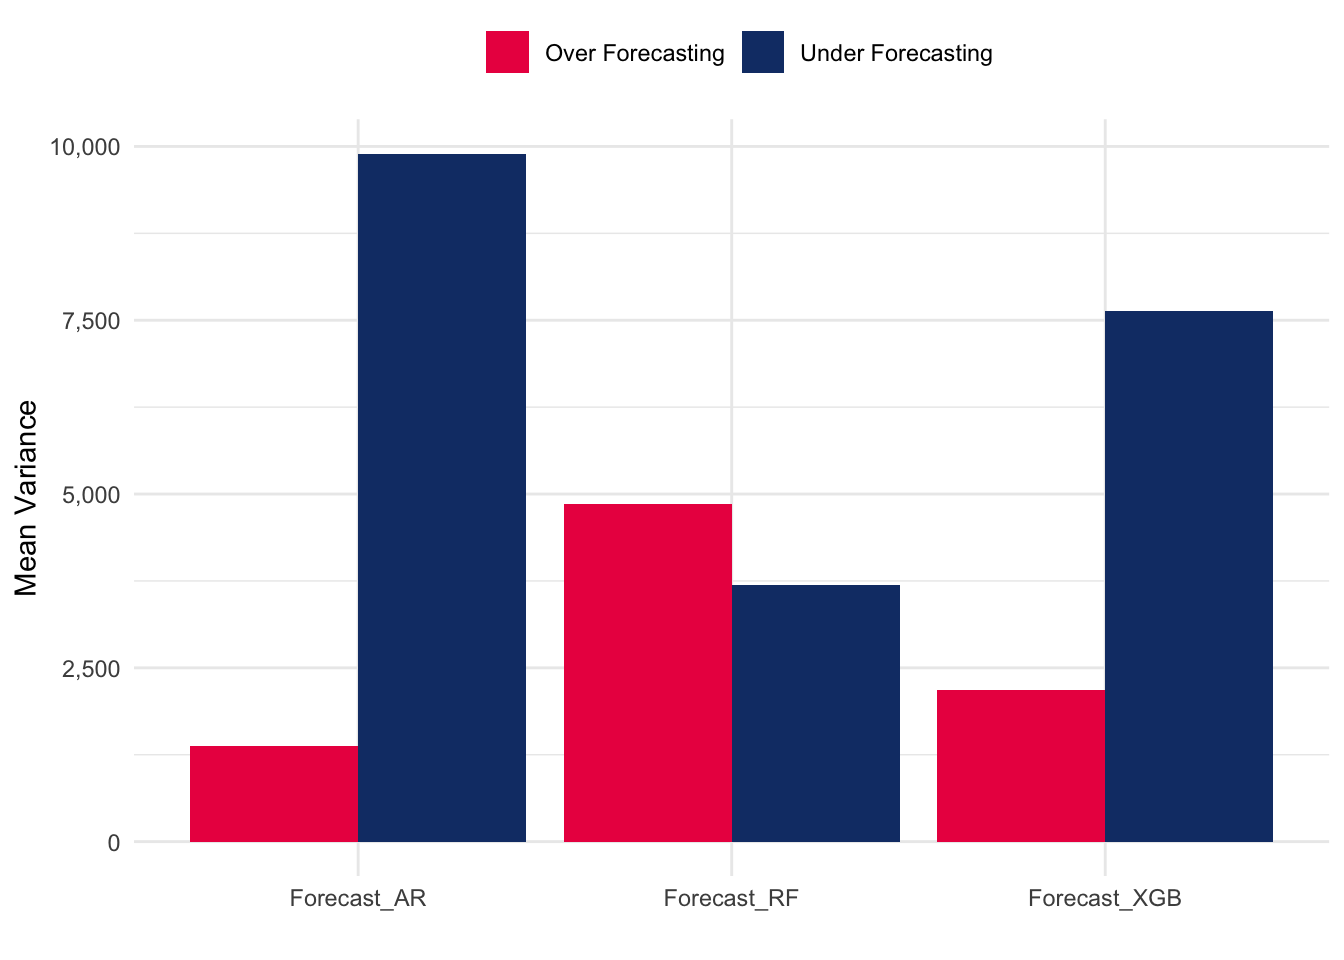 Over Forecasting Under Forecasting
10,000
7,500
5,000
2,500
0
Mean Variance
Forecast_AR Forecast_RF Forecast_XGB